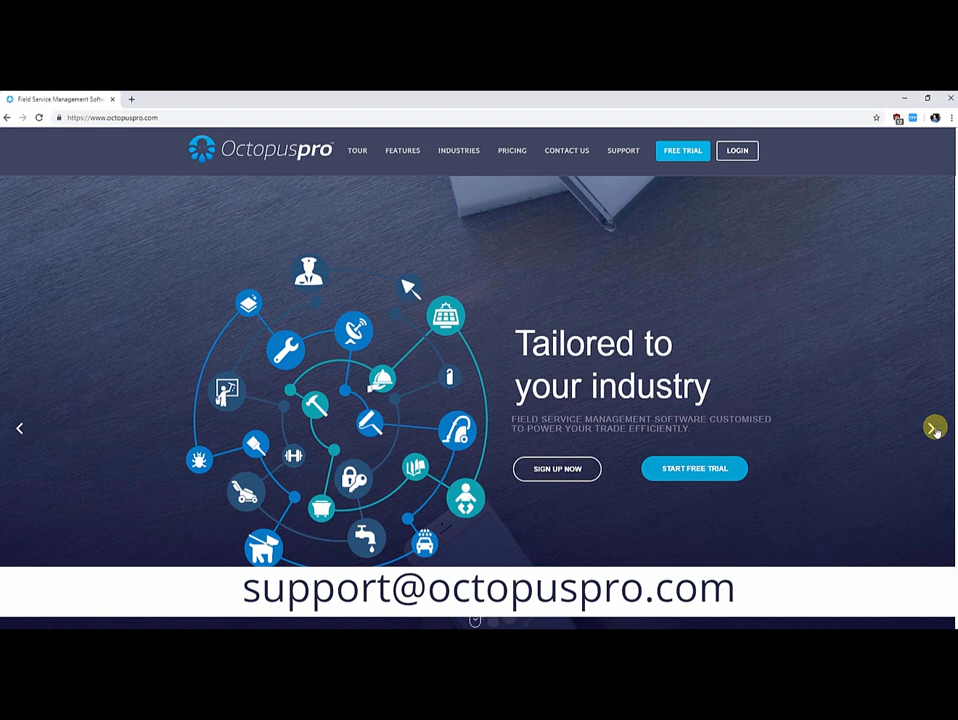 Field Service Management Softw
https://www.octopuspro.com
Octopuspro
TOUR
FEATURES
INDUSTRIES
PRICING
CONTACT US
SUPPORT
FREE TRIAL
LOGIN
Tailored to
your industry
FIELD SERVICE MANAGEMENT SOFTWARE CUSTOMISED
TO POWER YOUR TRADE EFFICIENTLY
SIGN UP NOW
START FREE TRIAL
support@octopuspro.com